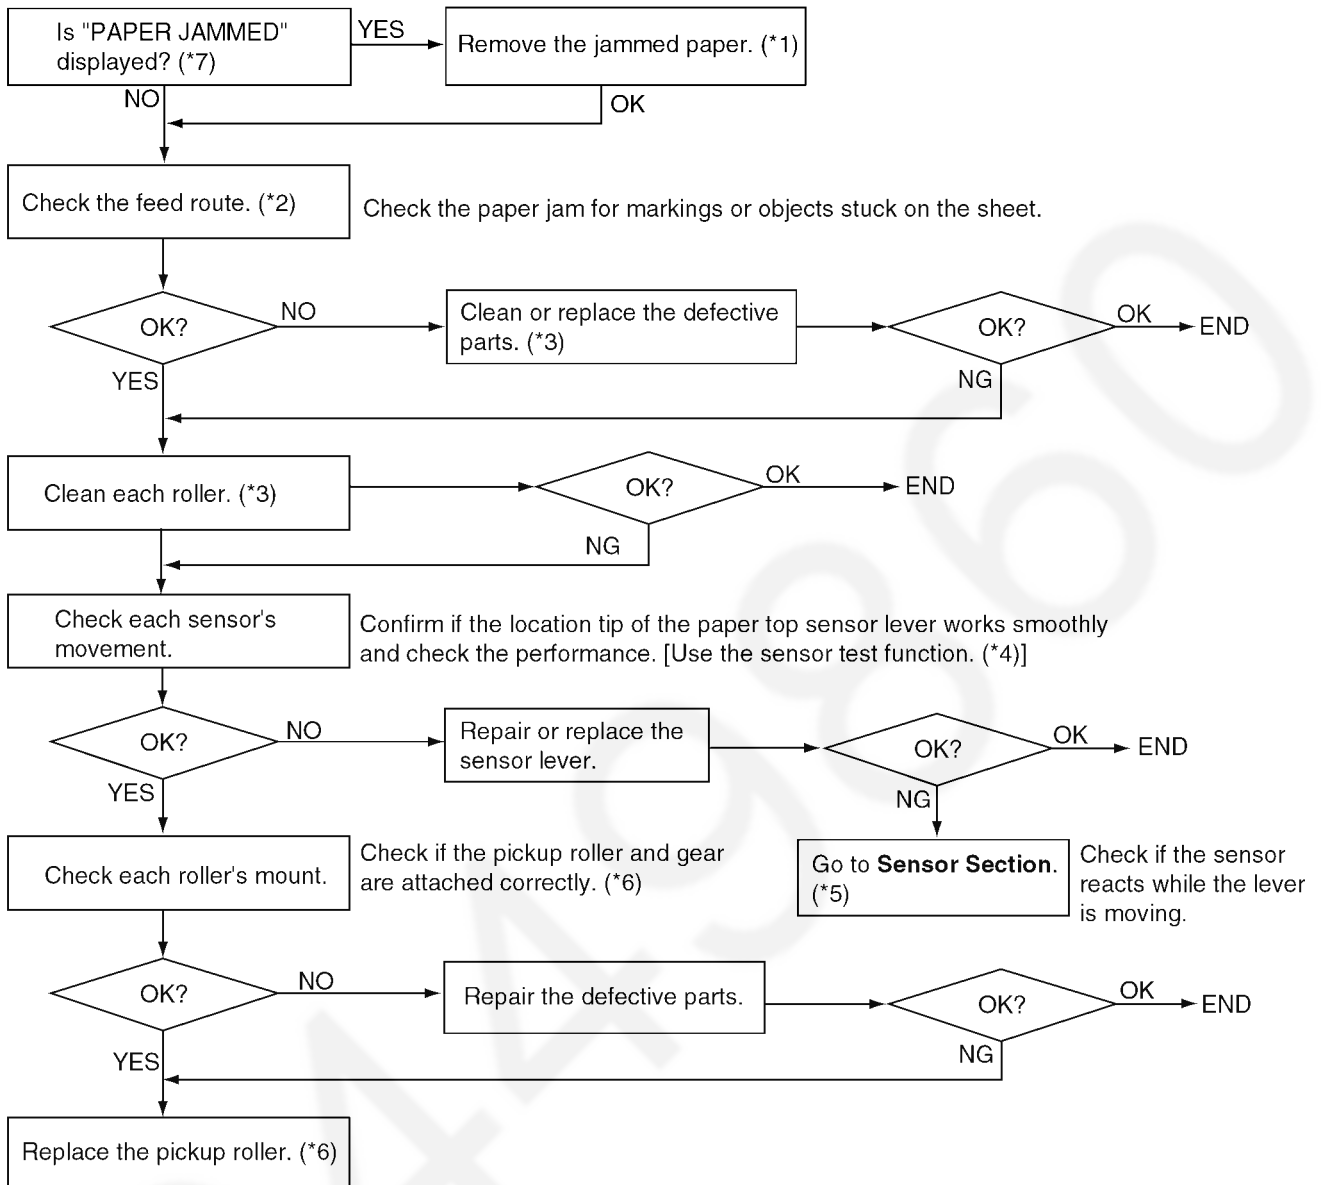 Is "PAPER JAMMED"
displayed? (*7)
YES
Remove the jammed paper. (*1)
NO
OK
Check the feed route. (*2)
Check the paper jam for markings or objects stuck on the sheet.
OK?
NO
Clean or replace the defective
parts. (*3)
OK?
OK
END
YES
NG
Clean each roller. (*3)
OK?
OK
END
NG
Check each sensor's
movement.
Confirm if the location tip of the paper top sensor lever works smoothly
and check the performance. [Use the sensor test function. (*4)]
OK?
NO
Repair or replace the
sensor lever.
OK?
OK
END
YES
NG
Check each roller's mount.
Check if the pickup roller and gear
are attached correctly. (*6)
Go to Sensor Section.
(*5)
Check if the sensor
reacts while the lever
is moving.
OK?
NO
Repair the defective parts.
OK?
OK
END
YES
NG
Replace the pickup roller. (*6)